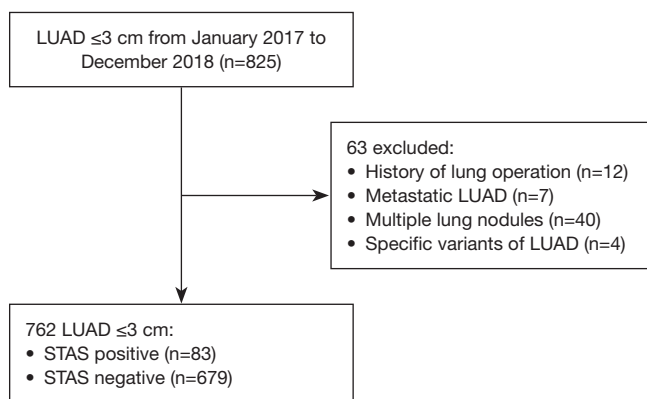 LUAD ≤3 cm from January 2017 to
December 2018 (n=825)
63 excluded:
• History of lung operation (n=12)
• Metastatic LUAD (n=7)
• Multiple lung nodules (n=40)
• Specific variants of LUAD (n=4)
762 LUAD ≤3 cm:
• STAS positive (n=83)
• STAS negative (n=679)